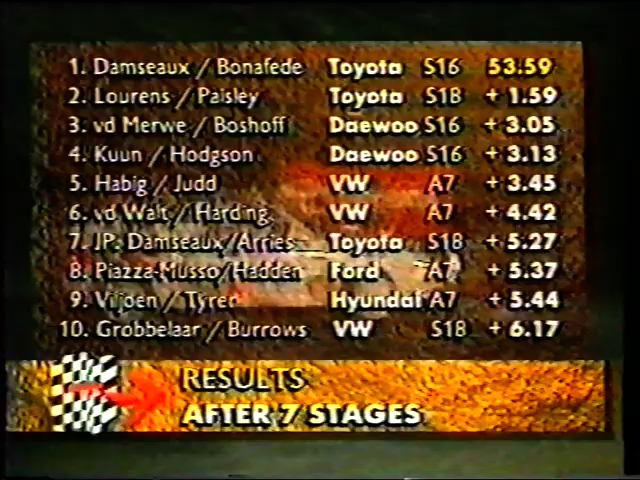 1. Damseaux / Bonafede Toyota S16 53.59
2. Lourens / Paisley Toyota S18 + 1.59
3. vd Merwe / Boshoff Daewoo S16 + 3.05
4. Kuun / Hodgson Daewoo S16 + 3.13
5. Habig / Judd VW A7 + 3.45
6. vd Walt / Harding VW A7 + 4.42
7. JP. Damseaux/Arries Toyota S18 + 5.27
8. Piazza-Musso/Hadden Ford A7 + 5.37
9. Viljoen / Tyrer Hyundai A7 + 5.44
10. Grobbelaar / Burrows VW S18 + 6.17
RESULTS
AFTER 7 STAGES